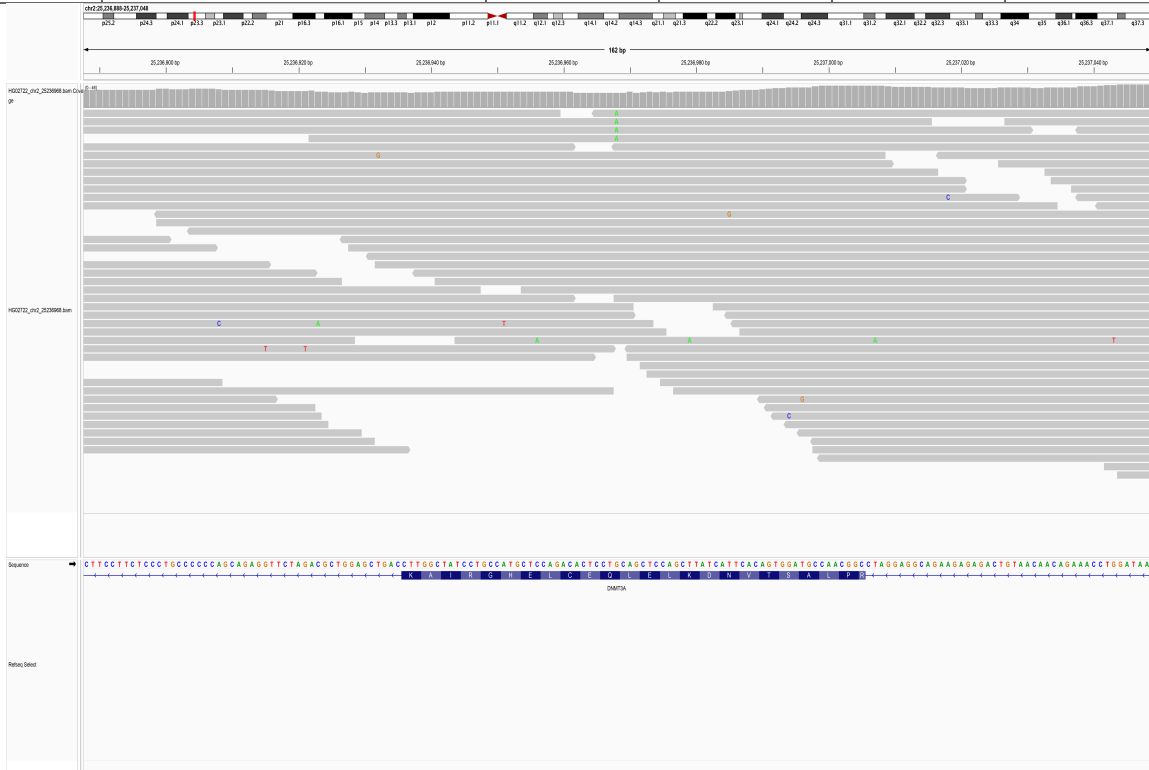 chr2:25,236,888-25,237,048
p25.2 p24.3 p24.1 p23.3 p23.1 p22.2 p21 p16.3 p16.1 p15 p14 p13.3 p13.1 p12 p11.2 p11.1 q11.2 q12.1 q12.3 q14.1 q14.2 q14.3 q21.1 q21.3 q22.2 q23.1 q24.1 q24.2 q24.3 q31.1 q31.2 q32.1 q32.2 q32.3 q33.1 q33.3 q34 q35 q36.1 q36.3 q37.1 q37.3
162 bp
25,236,900 bp 25,236,920 bp 25,236,940 bp 25,236,960 bp 25,236,980 bp 25,237,000 bp 25,237,020 bp 25,237,040 bp
HG02722_chr2_25236968.bam Cove
ge
A
A
A
A
G
C
G
HG02722_chr2_25236968.bam
C A T
A A A T
T T
G
C
Sequence
CTTCCTTCTCCCTGCCCCCCAGCAGAGGTTCTAGACGCTGGAGCTGACCTTGGCTATCCTGCCATGCTCCAGACACTCCTGCAGCTCCAGCTTATCATTCACAGTGGATGCCAACGGCCTAGGAGGCAGAAGAGAGACTGTAACAACAGAAACCTGGATAA
K A I R G H E L C E Q L E L K D N V T S A L P R
DNMT3A
Refseq Select